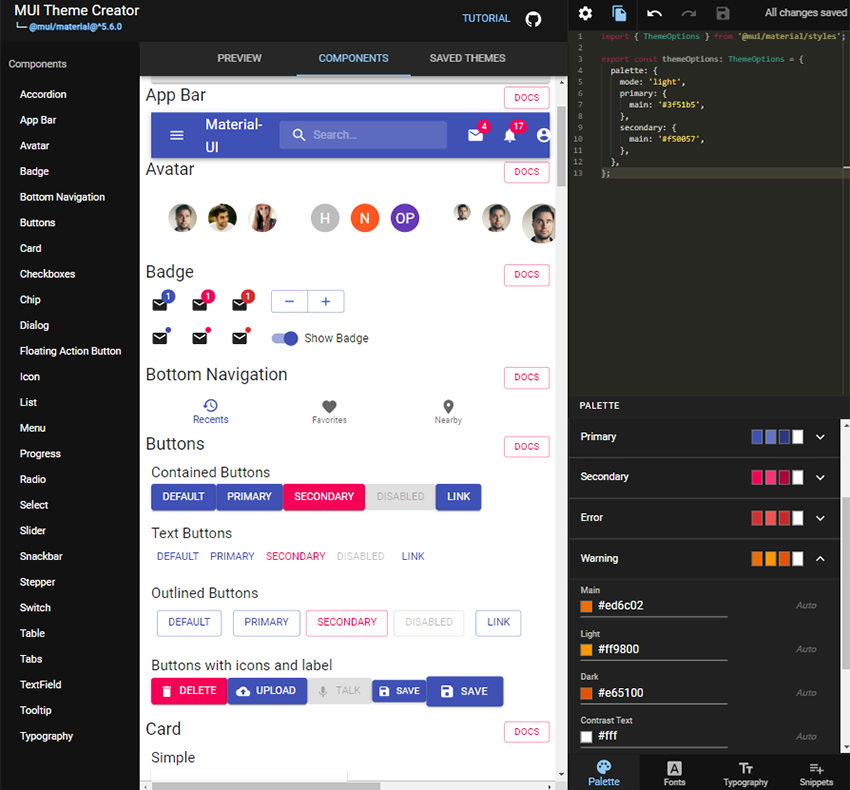 MUI Theme Creator
@mui/material@^5.6.0
TUTORIAL
All changes saved
Components
Accordion
App Bar
Avatar
Badge
Bottom Navigation
Buttons
Card
Checkboxes
Chip
Dialog
Floating Action Button
Icon
List
Menu
Progress
Radio
Select
Slider
Snackbar
Stepper
Switch
Table
Tabs
TextField
Tooltip
Typography
PREVIEW COMPONENTS SAVED THEMES
App Bar DOCS
Material-
UI
Search...
4 17
Avatar DOCS
H N OP
Badge DOCS
1 1 1 − +
Show Badge
Bottom Navigation DOCS
Recents Favorites Nearby
Buttons DOCS
Contained Buttons
DEFAULT PRIMARY SECONDARY DISABLED LINK
Text Buttons
DEFAULT PRIMARY SECONDARY DISABLED LINK
Outlined Buttons
DEFAULT PRIMARY SECONDARY DISABLED LINK
Buttons with icons and label
DELETE UPLOAD TALK SAVE SAVE
Card DOCS
Simple
1 import { ThemeOptions } from '@mui/material/styles';
2
3 export const themeOptions: ThemeOptions = {
4 palette: {
5 mode: 'light',
6 primary: {
7 main: '#3f51b5',
8 },
9 secondary: {
10 main: '#f50057',
11 },
12 },
13 };
PALETTE
Primary
Secondary
Error
Warning
Main
#ed6c02 Auto
Light
#ff9800 Auto
Dark
#e65100 Auto
Contrast Text
#fff Auto
Palette Fonts Typography Snippets